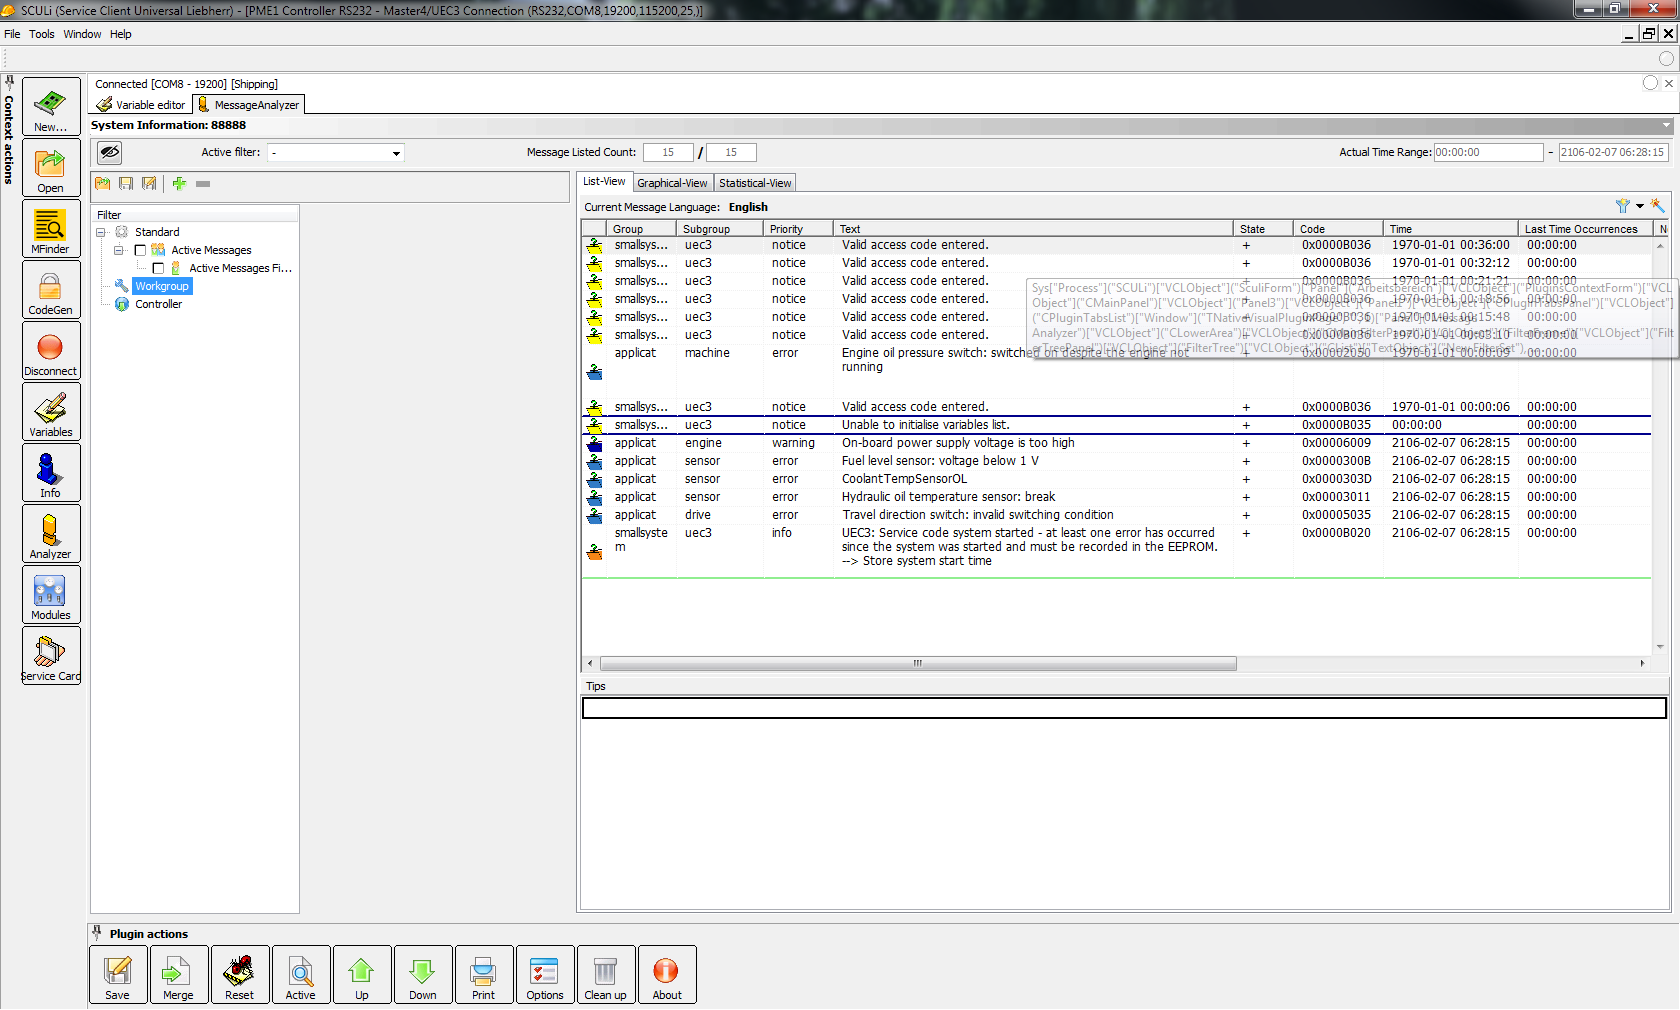 SCULi (Service Client Universal Liebherr) - [PME1 Controller RS232 - Master4/UEC3 Connection (RS232,COM8,19200,115200,25,)]
File Tools Window Help
Context actions
New...
Open
MFinder
CodeGen
Disconnect
Variables
Info
Analyzer
Modules
Service Card
Connected [COM8 - 19200] [Shipping]
Variable editor MessageAnalyzer
System Information: 88888
Active filter: - Message Listed Count: 15 / 15 Actual Time Range: 00:00:00 - 2106-02-07 06:28:15
Filter
Standard
Active Messages
Active Messages Fi...
Workgroup
Controller
List-View Graphical-View Statistical-View
Current Message Language: English
Group Subgroup Priority Text State Code Time Last Time Occurrences N
smallsys... uec3 notice Valid access code entered. + 0x0000B036 1970-01-01 00:36:00 00:00:00
smallsys... uec3 notice Valid access code entered. + 0x0000B036 1970-01-01 00:32:12 00:00:00
smallsys... uec3 notice Valid access code entered. + 0x0000B036 1970-01-01 00:21:21 00:00:00
smallsys... uec3 notice Valid access code entered. + 0x0000B036 1970-01-01 00:18:56 00:00:00
smallsys... uec3 notice Valid access code entered. + 0x0000B036 1970-01-01 00:15:48 00:00:00
smallsys... uec3 notice Valid access code entered. + 0x0000B036 1970-01-01 00:03:10 00:00:00
applicat machine error Engine oil pressure switch: switched on despite the engine not + 0x00002050 1970-01-01 00:00:09 00:00:00
running
smallsys... uec3 notice Valid access code entered. + 0x0000B036 1970-01-01 00:00:06 00:00:00
smallsys... uec3 notice Unable to initialise variables list. + 0x0000B035 00:00:00 00:00:00
applicat engine warning On-board power supply voltage is too high + 0x00006009 2106-02-07 06:28:15 00:00:00
applicat sensor error Fuel level sensor: voltage below 1 V + 0x0000300B 2106-02-07 06:28:15 00:00:00
applicat sensor error CoolantTempSensorOL + 0x0000303D 2106-02-07 06:28:15 00:00:00
applicat sensor error Hydraulic oil temperature sensor: break + 0x00003011 2106-02-07 06:28:15 00:00:00
applicat drive error Travel direction switch: invalid switching condition + 0x00005035 2106-02-07 06:28:15 00:00:00
smallsyste uec3 info UEC3: Service code system started - at least one error has occurred + 0x0000B020 2106-02-07 06:28:15 00:00:00
m since the system was started and must be recorded in the EEPROM.
--> Store system start time
Sys["Process"]("SCULi")["VCLObject"]("SculiForm")["Panel"]("Arbeitsbereich")["VCLObject"]("PluginsContextForm")["VCL
Object"]("CMainPanel")["VCLObject"]("Panel3")["VCLObject"]("Panel2")["VCLObject"]("CPluginTabsPanel")["VCLObject"]
("CPluginTabsList")["Window"]("TNativeVisualPluginPage"
Analyzer")["VCLObject"]("CLowerArea")["VCLObject"]
erTreePanel")["VCLObject"]("FilterTree")["VCLObject"]("CList")["TextObject"]("New FilterSet"),...
Tips
Plugin actions
Save Merge Reset Active Up Down Print Options Clean up About